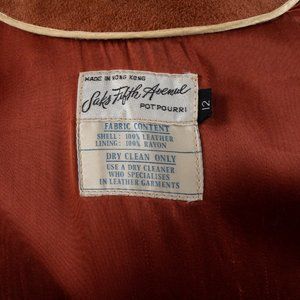 MADE IN HONG KONG
Saks Fifth Avenue
POTPOURRI
12
FABRIC CONTENT
SHELL: 100% LEATHER
LINING: 100% RAYON
DRY CLEAN ONLY
USE A DRY CLEANER
WHO SPECIALISES
IN LEATHER GARMENTS